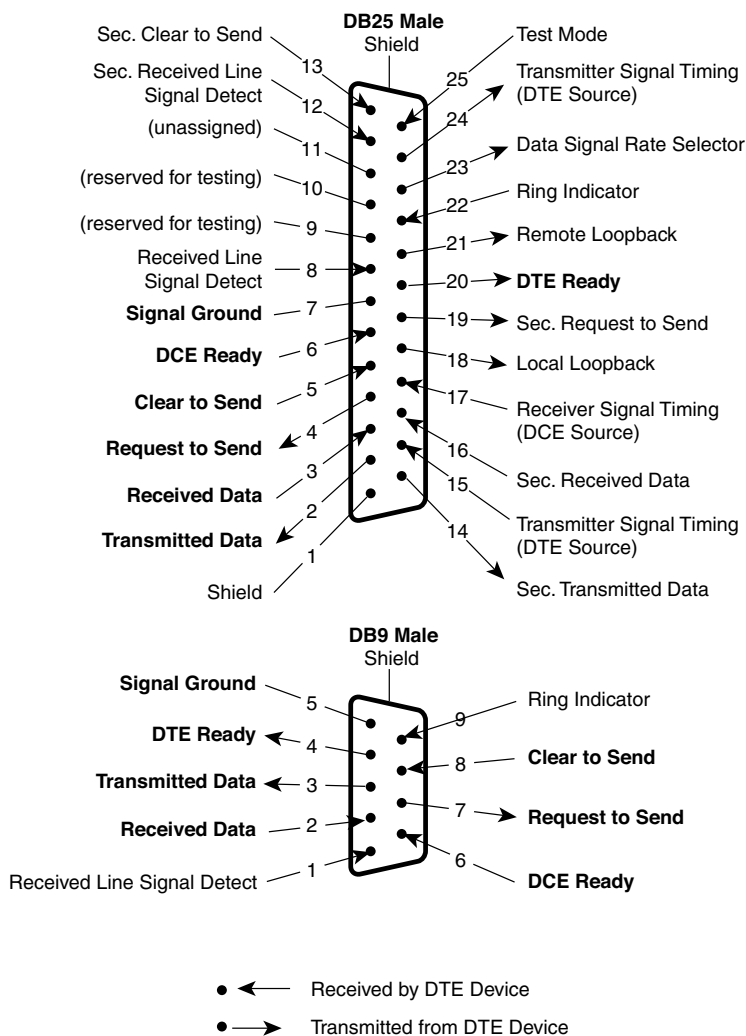 DB25 Male
Shield
Sec. Clear to Send
13
Sec. Received Line
Signal Detect
12
(unassigned)
11
(reserved for testing)
10
(reserved for testing)
9
Received Line
Signal Detect
8
Signal Ground
7
DCE Ready
6
Clear to Send
5
Request to Send
4
Received Data
3
Transmitted Data
2
Shield
1
25
Test Mode
24
Transmitter Signal Timing
(DTE Source)
23
Data Signal Rate Selector
22
Ring Indicator
21
Remote Loopback
20
DTE Ready
19
Sec. Request to Send
18
Local Loopback
17
Receiver Signal Timing
(DCE Source)
16
Sec. Received Data
15
Transmitter Signal Timing
(DTE Source)
14
Sec. Transmitted Data
DB9 Male
Shield
Signal Ground
5
DTE Ready
4
Transmitted Data
3
Received Data
2
Received Line Signal Detect
1
9
Ring Indicator
8
Clear to Send
7
Request to Send
6
DCE Ready
Received by DTE Device
Transmitted from DTE Device